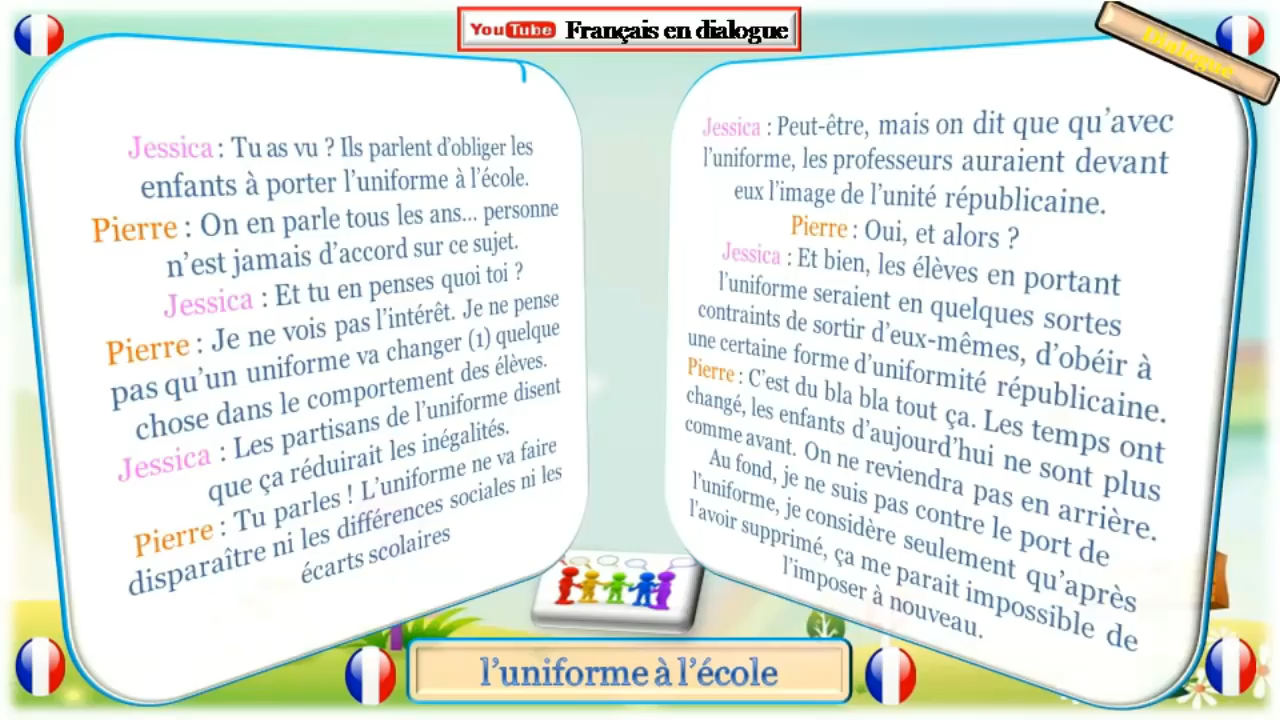 YouTube Français en dialogue
Dialogue
Jessica : Tu as vu ? Ils parlent d'obliger les
enfants à porter l'uniforme à l'école.
Pierre : On en parle tous les ans... personne
n'est jamais d'accord sur ce sujet.
Jessica : Et tu en penses quoi toi ?
Pierre : Je ne vois pas l'intérêt. Je ne pense
pas qu'un uniforme va changer (1) quelque
chose dans le comportement des élèves.
Jessica : Les partisans de l'uniforme disent
que ça réduirait les inégalités.
Pierre : Tu parles ! L'uniforme ne va faire
disparaître ni les différences sociales ni les
écarts scolaires
Jessica : Peut-être, mais on dit que qu'avec
l'uniforme, les professeurs auraient devant
eux l'image de l'unité républicaine.
Pierre : Oui, et alors ?
Jessica : Et bien, les élèves en portant
l'uniforme seraient en quelques sortes
contraints de sortir d'eux-mêmes, d'obéir à
une certaine forme d'uniformité républicaine.
Pierre : C'est du bla bla tout ça. Les temps ont
changé, les enfants d'aujourd'hui ne sont plus
comme avant. On ne reviendra pas en arrière.
Au fond, je ne suis pas contre le port de
l'uniforme, je considère seulement qu'après
l'avoir supprimé, ça me parait impossible de
l'imposer à nouveau.
l'uniforme à l'école